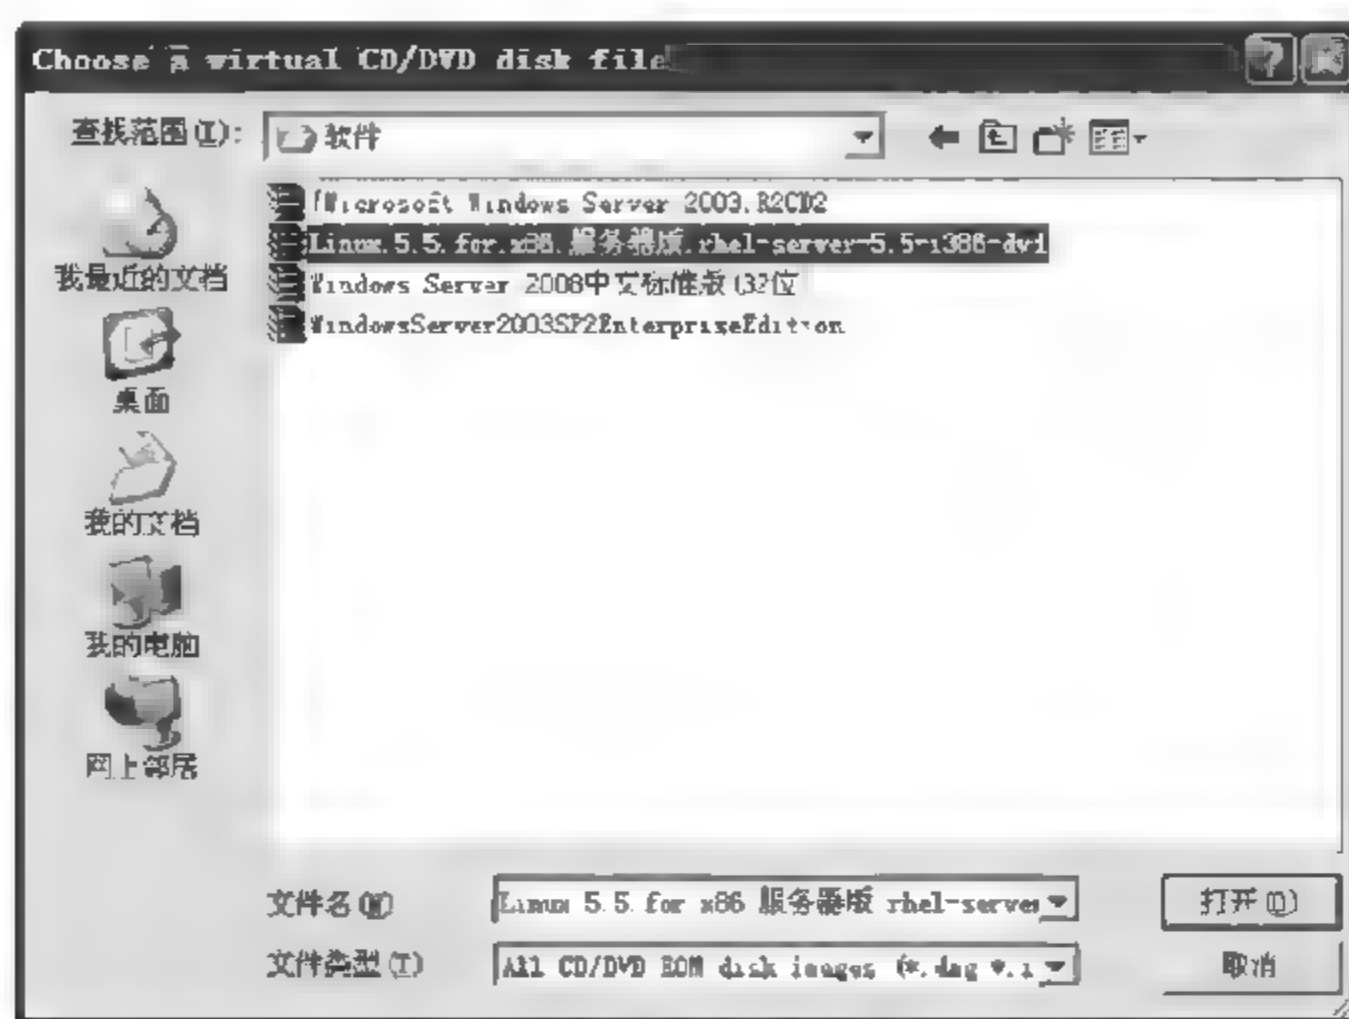 Choose a virtual CD/DVD disk file
查找范围(I): 软件
我最近的文档
桌面
我的文档
我的电脑
网上邻居
[Microsoft Windows Server 2003.R2CD2
Linux.5.5.for.x86.服务器版.rhel-server-5.5-i386-dvd
Windows Server 2008中文标准版(32位
WindowsServer2003SP2EnterpriseEdition
文件名(N) Linux 5.5.for x86 服务器版 rhel-server
打开(O)
文件类型(T) All CD/DVD ROM disk images (*.dmg *.i
取消